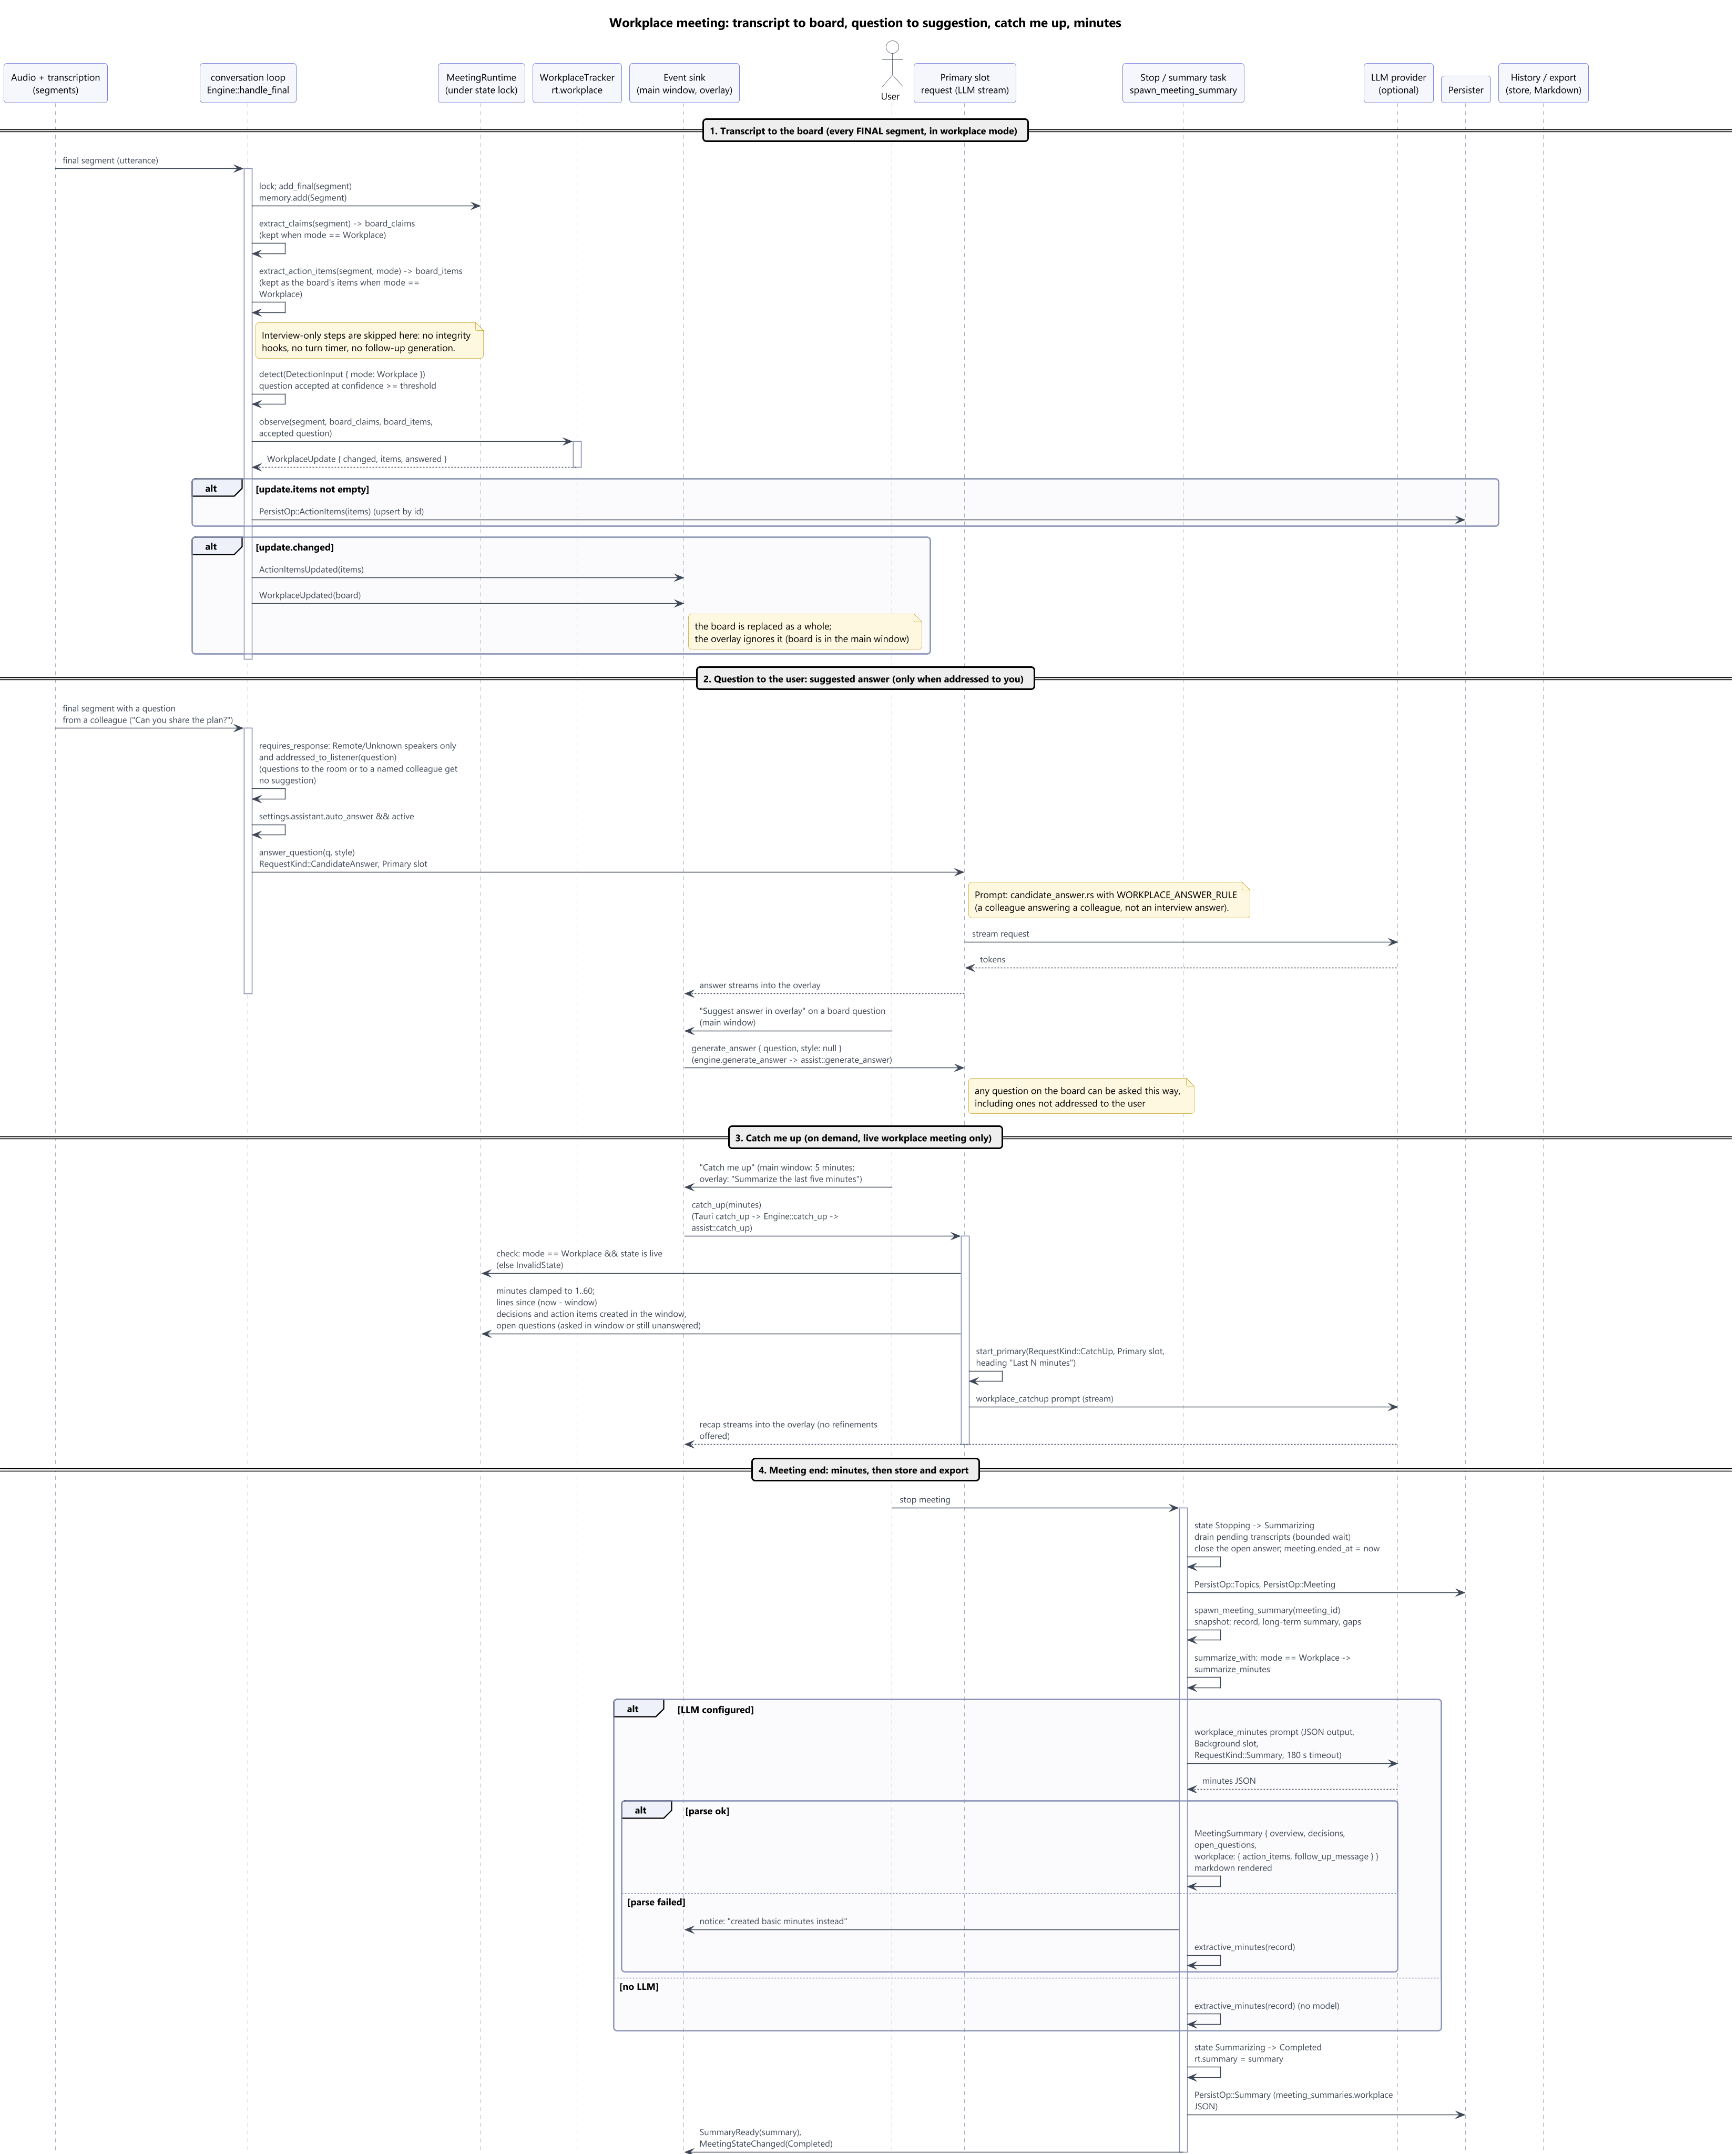 Workplace meeting: transcript to board, question to suggestion, catch me up, minutes
Audio + transcription
(segments)
conversation loop
Engine::handle_final
MeetingRuntime
(under state lock)
WorkplaceTracker
rt.workplace
Event sink
(main window, overlay)
User
Primary slot
request (LLM stream)
Stop / summary task
spawn_meeting_summary
LLM provider
(optional)
Persister
History / export
(store, Markdown)
1. Transcript to the board (every FINAL segment, in workplace mode)
final segment (utterance)
lock; add_final(segment)
memory.add(Segment)
extract_claims(segment) -> board_claims
(kept when mode == Workplace)
extract_action_items(segment, mode) -> board_items
(kept as the board's items when mode ==
Workplace)
Interview-only steps are skipped here: no integrity
hooks, no turn timer, no follow-up generation.
detect(DetectionInput { mode: Workplace })
question accepted at confidence >= threshold
observe(segment, board_claims, board_items,
accepted question)
WorkplaceUpdate { changed, items, answered }
alt
[update.items not empty]
PersistOp::ActionItems(items) (upsert by id)
alt
[update.changed]
ActionItemsUpdated(items)
WorkplaceUpdated(board)
the board is replaced as a whole;
the overlay ignores it (board is in the main window)
2. Question to the user: suggested answer (only when addressed to you)
final segment with a question
from a colleague ("Can you share the plan?")
requires_response: Remote/Unknown speakers only
and addressed_to_listener(question)
(questions to the room or to a named colleague get
no suggestion)
settings.assistant.auto_answer && active
answer_question(q, style)
RequestKind::CandidateAnswer, Primary slot
Prompt: candidate_answer.rs with WORKPLACE_ANSWER_RULE
(a colleague answering a colleague, not an interview answer).
stream request
tokens
answer streams into the overlay
"Suggest answer in overlay" on a board question
(main window)
generate_answer { question, style: null }
(engine.generate_answer -> assist::generate_answer)
any question on the board can be asked this way,
including ones not addressed to the user
3. Catch me up (on demand, live workplace meeting only)
"Catch me up" (main window: 5 minutes;
overlay: "Summarize the last five minutes")
catch_up(minutes)
(Tauri catch_up -> Engine::catch_up ->
assist::catch_up)
check: mode == Workplace && state is live
(else InvalidState)
minutes clamped to 1..60;
lines since (now - window)
decisions and action items created in the window,
open questions (asked in window or still unanswered)
start_primary(RequestKind::CatchUp, Primary slot,
heading "Last N minutes")
workplace_catchup prompt (stream)
recap streams into the overlay (no refinements
offered)
4. Meeting end: minutes, then store and export
stop meeting
state Stopping -> Summarizing
drain pending transcripts (bounded wait)
close the open answer; meeting.ended_at = now
PersistOp::Topics, PersistOp::Meeting
spawn_meeting_summary(meeting_id)
snapshot: record, long-term summary, gaps
summarize_with: mode == Workplace ->
summarize_minutes
alt
[LLM configured]
workplace_minutes prompt (JSON output,
Background slot,
RequestKind::Summary, 180 s timeout)
minutes JSON
alt
[parse ok]
MeetingSummary { overview, decisions,
open_questions,
workplace: { action_items, follow_up_message } }
markdown rendered
[parse failed]
notice: "created basic minutes instead"
extractive_minutes(record)
[no LLM]
extractive_minutes(record) (no model)
state Summarizing -> Completed
rt.summary = summary
PersistOp::Summary (meeting_summaries.workplace
JSON)
SummaryReady(summary),
MeetingStateChanged(Completed)